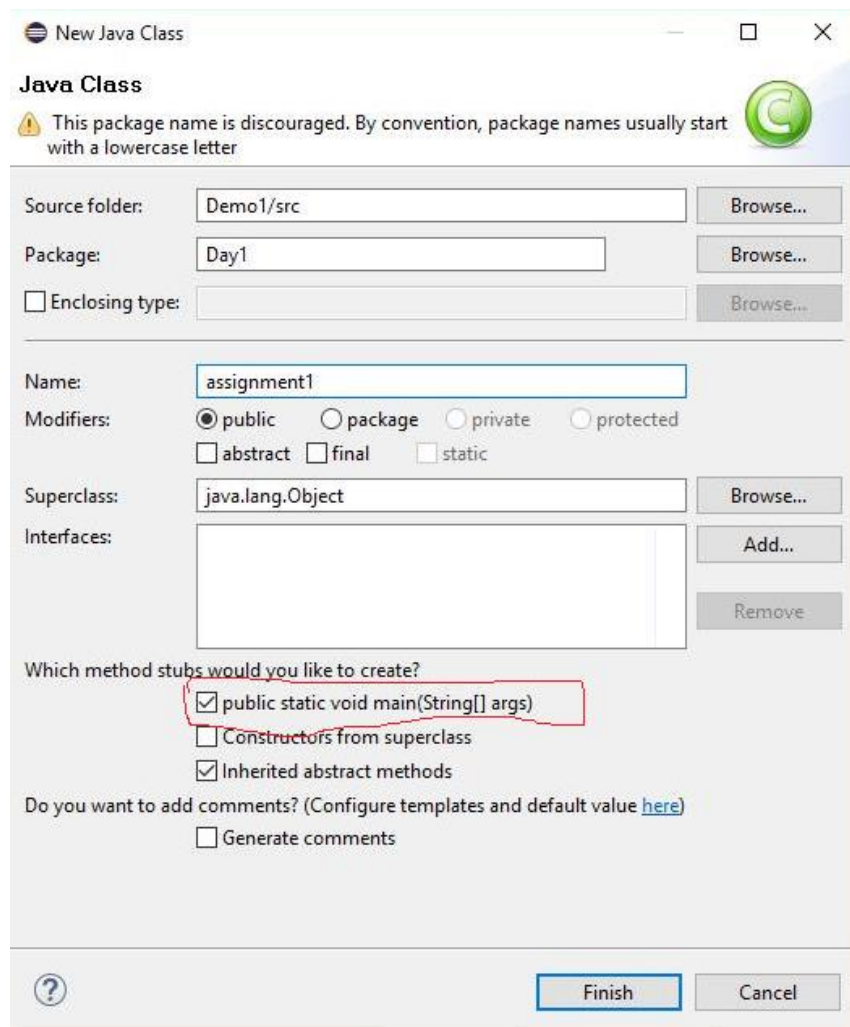 New Java Class
Java Class
This package name is discouraged. By convention, package names usually start
with a lowercase letter
Source folder: Demo1/src Browse...
Package: Day1 Browse...
Enclosing type: Browse...
Name: assignment1
Modifiers: public package private protected
abstract final static
Superclass: java.lang.Object Browse...
Interfaces: Add...
Remove
Which method stubs would you like to create?
public static void main(String[] args)
Constructors from superclass
Inherited abstract methods
Do you want to add comments? (Configure templates and default value here)
Generate comments
? Finish Cancel